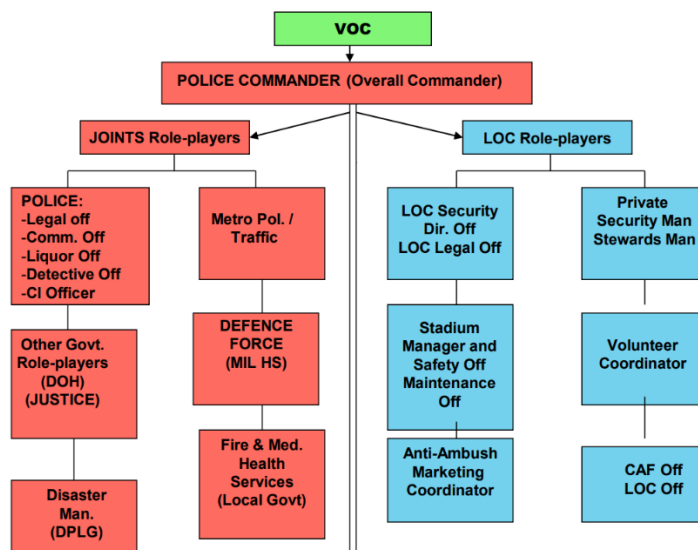 VOC
POLICE COMMANDER (Overall Commander)
JOINTS Role-players
LOC Role-players
POLICE:
-Legal off
-Comm. Off
-Liquor Off
-Detective Off
-CI Officer
Metro Pol. /
Traffic
LOC Security
Dir. Off
LOC Legal Off
Private
Security Man
Stewards Man
Other Govt.
Role-players
(DOH)
(JUSTICE)
DEFENCE
FORCE
(MIL HS)
Stadium
Manager and
Safety Off
Maintenance
Off
Volunteer
Coordinator
Disaster
Man.
(DPLG)
Fire & Med.
Health
Services
(Local Govt)
Anti-Ambush
Marketing
Coordinator
CAF Off
LOC Off